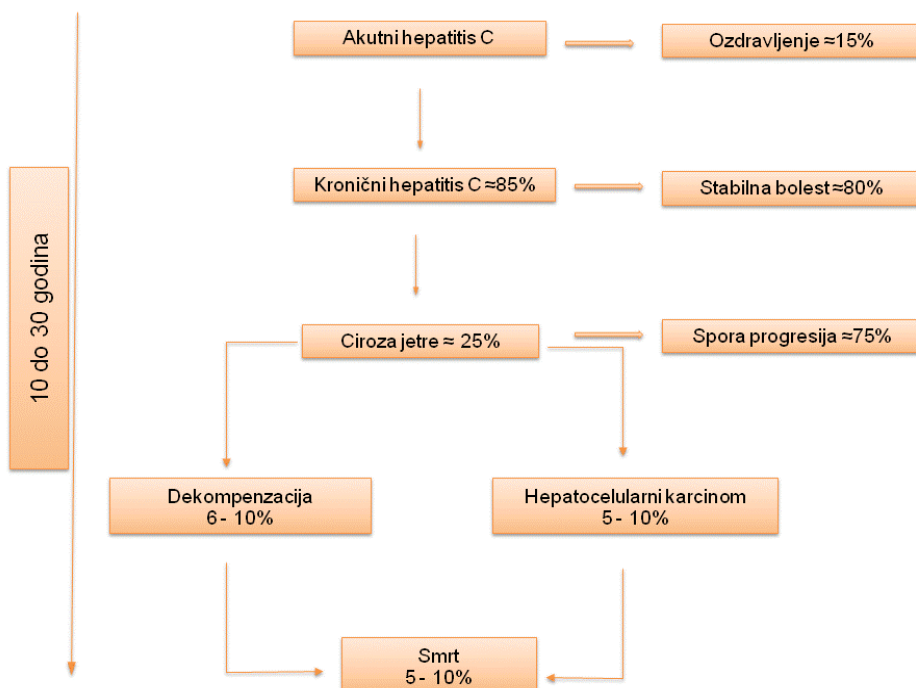 Akutni hepatitis C
Ozdravljenje ≈15%
Kronični hepatitis C ≈85%
Stabilna bolest ≈80%
10 do 30 godina
Ciroza jetre ≈ 25%
Spora progresija ≈75%
Dekompenzacija
6 - 10%
Hepatocelularni karcinom
5 - 10%
Smrt
5 - 10%